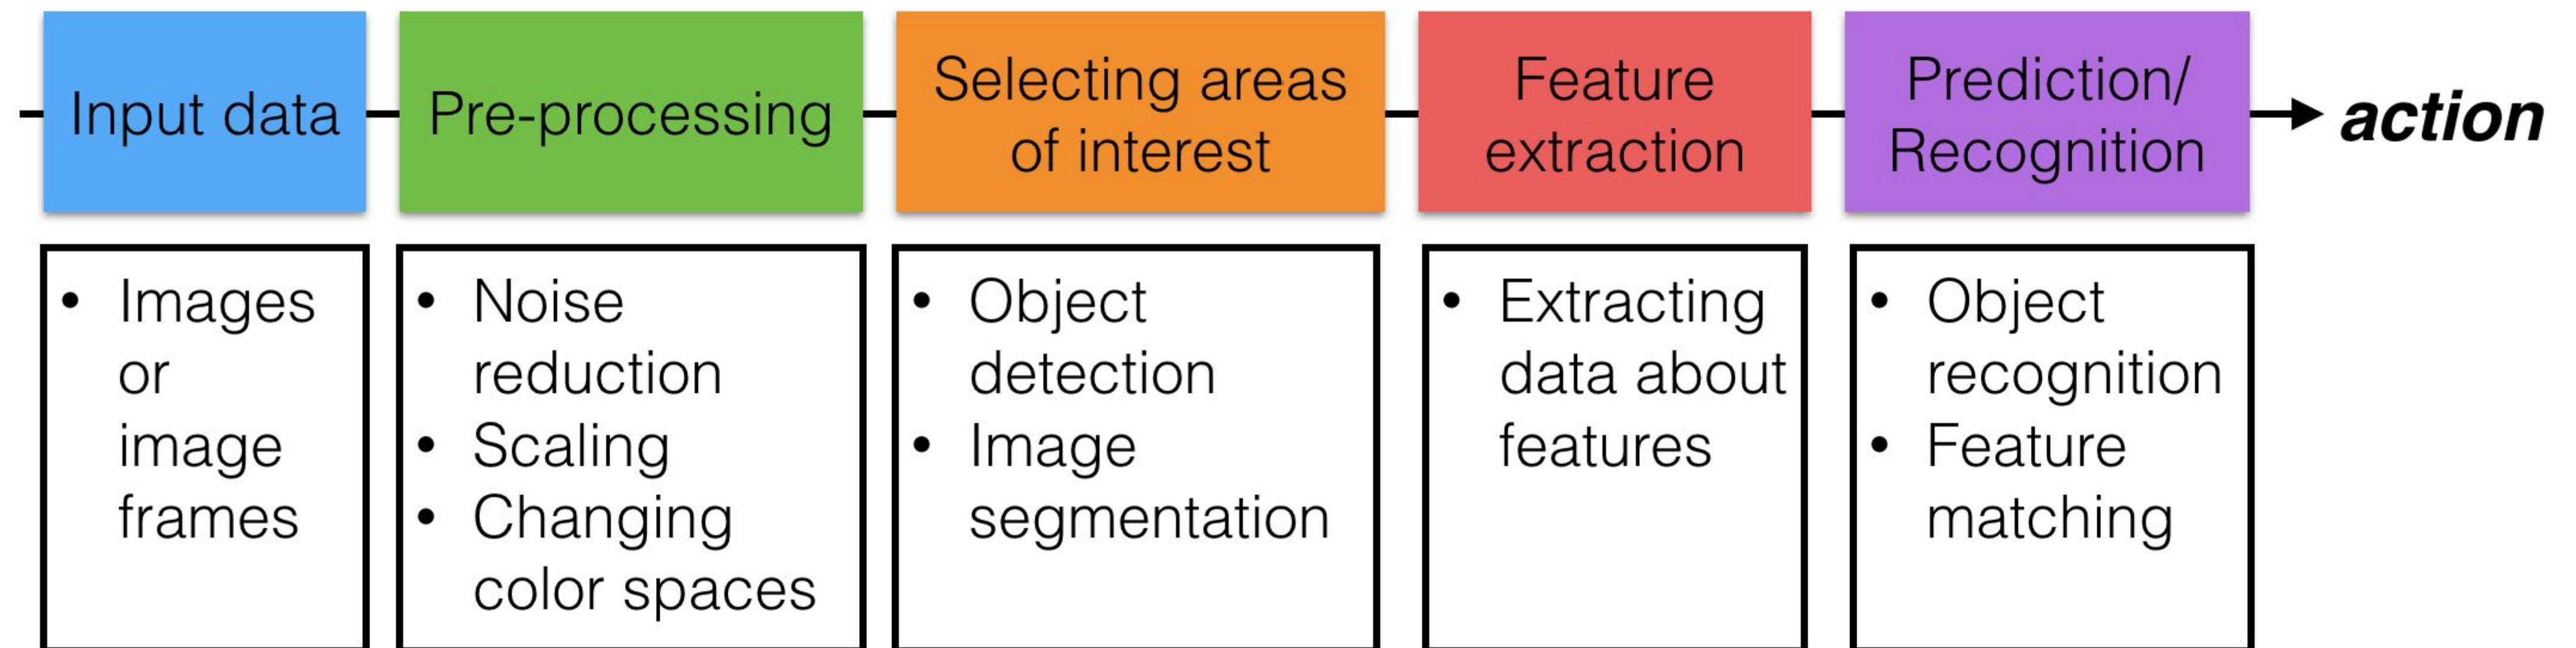 Input data
Pre-processing
Selecting areas
of interest
Feature
extraction
Prediction/
Recognition
action
• Images
or
image
frames
• Noise
reduction
• Scaling
• Changing
color spaces
• Object
detection
• Image
segmentation
• Extracting
data about
features
• Object
recognition
• Feature
matching